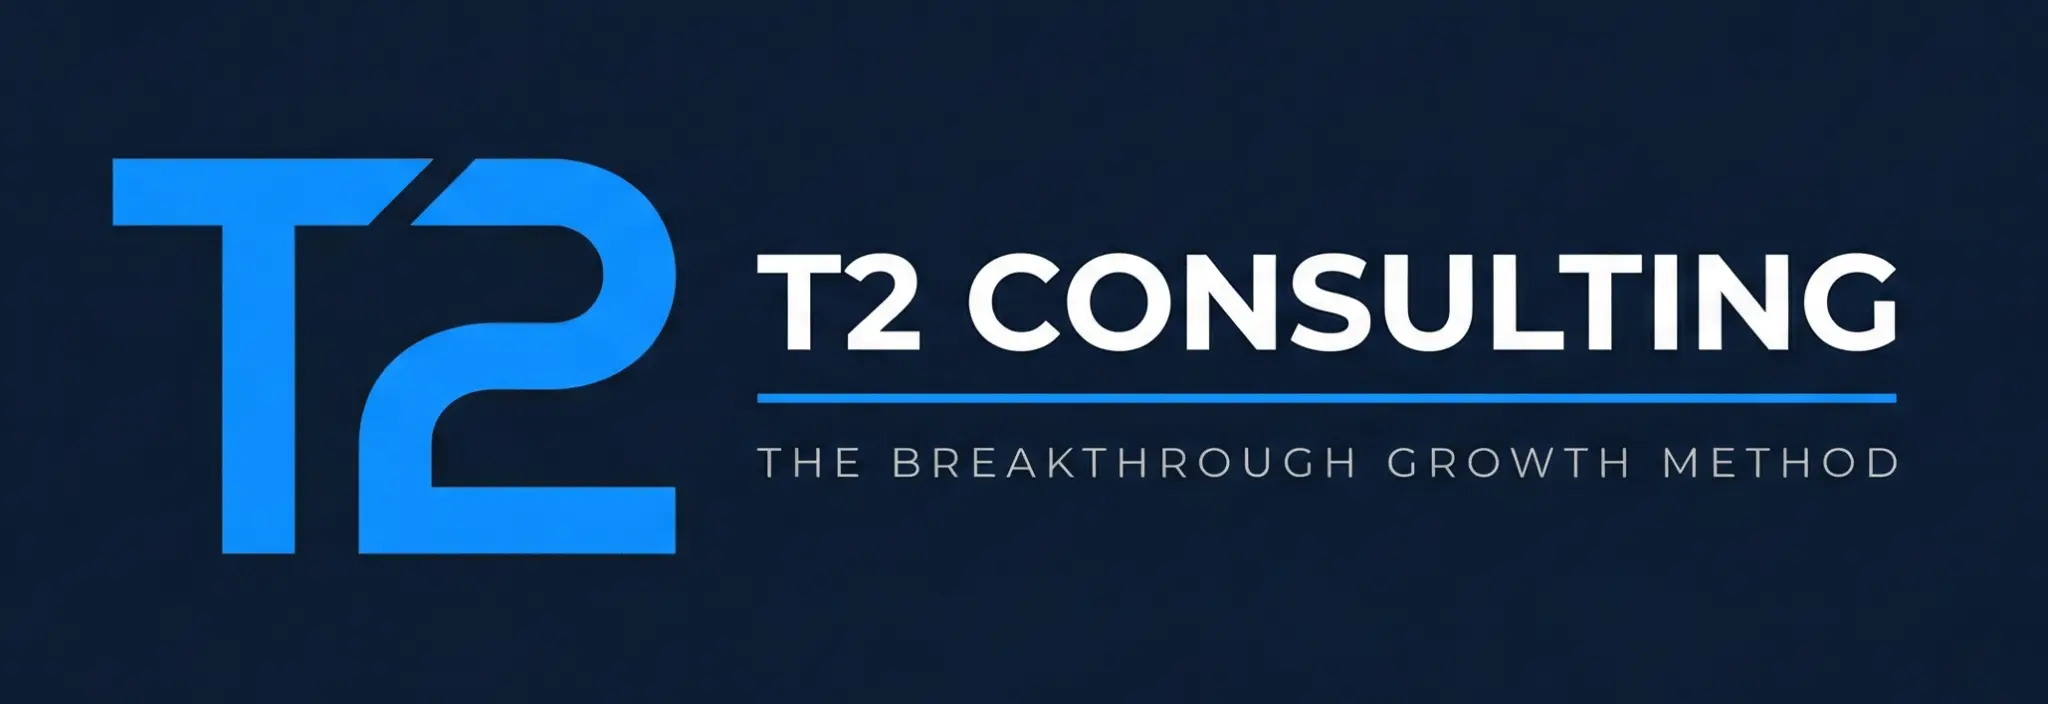 T2
T2 CONSULTING
THE BREAKTHROUGH GROWTH METHOD